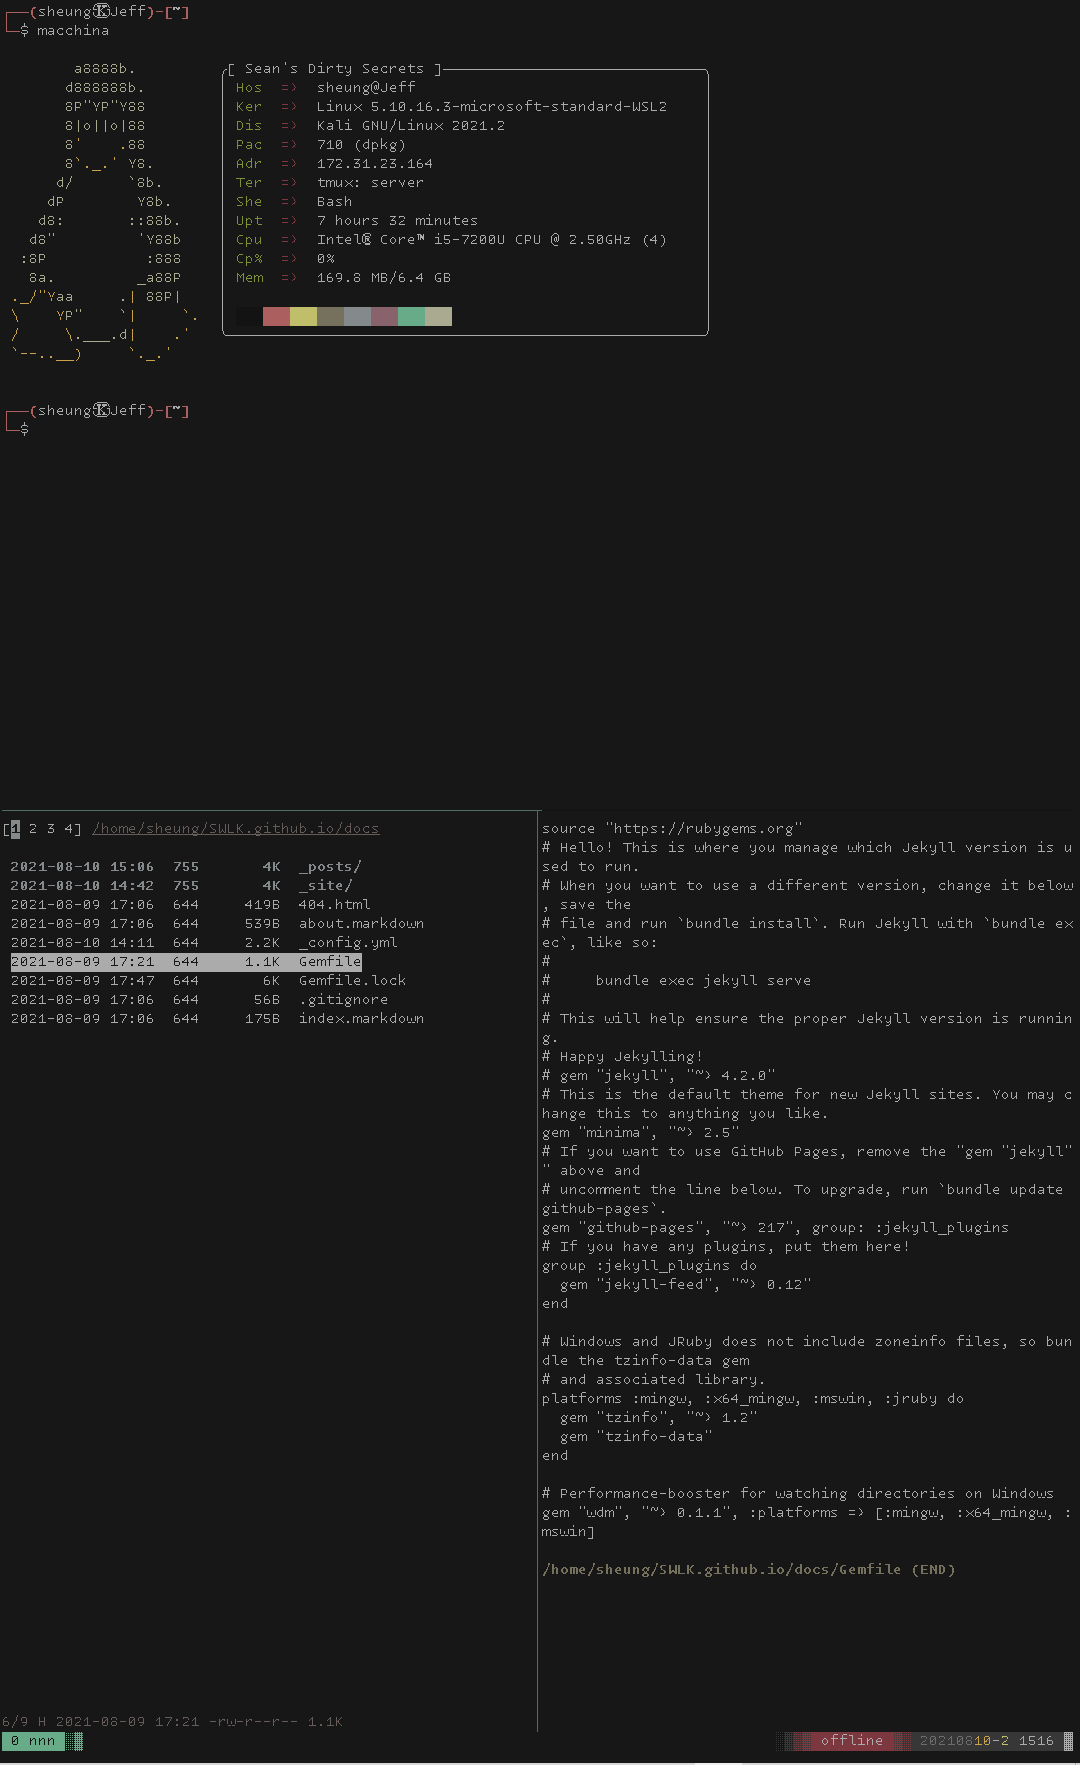 ┌──(sheung㉿Jeff)-[~]
└─$ macchina
a8888b.
d888888b.
8P"YP"Y88
8|o||o|88
8'    .88
8`._.' Y8.
d/      `8b.
dP        Y8b.
d8:       ::88b.
d8"         'Y88b
:8P           :888
8a.         _a88P
._/"Yaa     .| 88P|
\    YP"    `|     `.
/     \.___.d|    .'
`--..__)     `._.'
[ Sean's Dirty Secrets ]
Hos => sheung@Jeff
Ker => Linux 5.10.16.3-microsoft-standard-WSL2
Dis => Kali GNU/Linux 2021.2
Pac => 710 (dpkg)
Adr => 172.31.23.164
Ter => tmux: server
She => Bash
Upt => 7 hours 32 minutes
Cpu => Intel® Core™ i5-7200U CPU @ 2.50GHz (4)
Cp% => 0%
Mem => 169.8 MB/6.4 GB
┌──(sheung㉿Jeff)-[~]
└─$
[1 2 3 4] /home/sheung/SWLK.github.io/docs
2021-08-10 15:06  755       4K  _posts/
2021-08-10 14:42  755       4K  _site/
2021-08-09 17:06  644     419B  404.html
2021-08-09 17:06  644     539B  about.markdown
2021-08-10 14:11  644     2.2K  _config.yml
2021-08-09 17:21  644     1.1K  Gemfile
2021-08-09 17:47  644       6K  Gemfile.lock
2021-08-09 17:06  644      56B  .gitignore
2021-08-09 17:06  644     175B  index.markdown
6/9 H 2021-08-09 17:21 -rw-r--r-- 1.1K
source "https://rubygems.org"
# Hello! This is where you manage which Jekyll version is u
sed to run.
# When you want to use a different version, change it below
, save the
# file and run `bundle install`. Run Jekyll with `bundle ex
ec`, like so:
#
#     bundle exec jekyll serve
#
# This will help ensure the proper Jekyll version is runnin
g.
# Happy Jekylling!
# gem "jekyll", "~> 4.2.0"
# This is the default theme for new Jekyll sites. You may c
hange this to anything you like.
gem "minima", "~> 2.5"
# If you want to use GitHub Pages, remove the "gem "jekyll"
" above and
# uncomment the line below. To upgrade, run `bundle update
github-pages`.
gem "github-pages", "~> 217", group: :jekyll_plugins
# If you have any plugins, put them here!
group :jekyll_plugins do
  gem "jekyll-feed", "~> 0.12"
end
# Windows and JRuby does not include zoneinfo files, so bun
dle the tzinfo-data gem
# and associated library.
platforms :mingw, :x64_mingw, :mswin, :jruby do
  gem "tzinfo", "~> 1.2"
  gem "tzinfo-data"
end
# Performance-booster for watching directories on Windows
gem "wdm", "~> 0.1.1", :platforms => [:mingw, :x64_mingw, :
mswin]
/home/sheung/SWLK.github.io/docs/Gemfile (END)
0 nnn
offline 20210810-2 1516